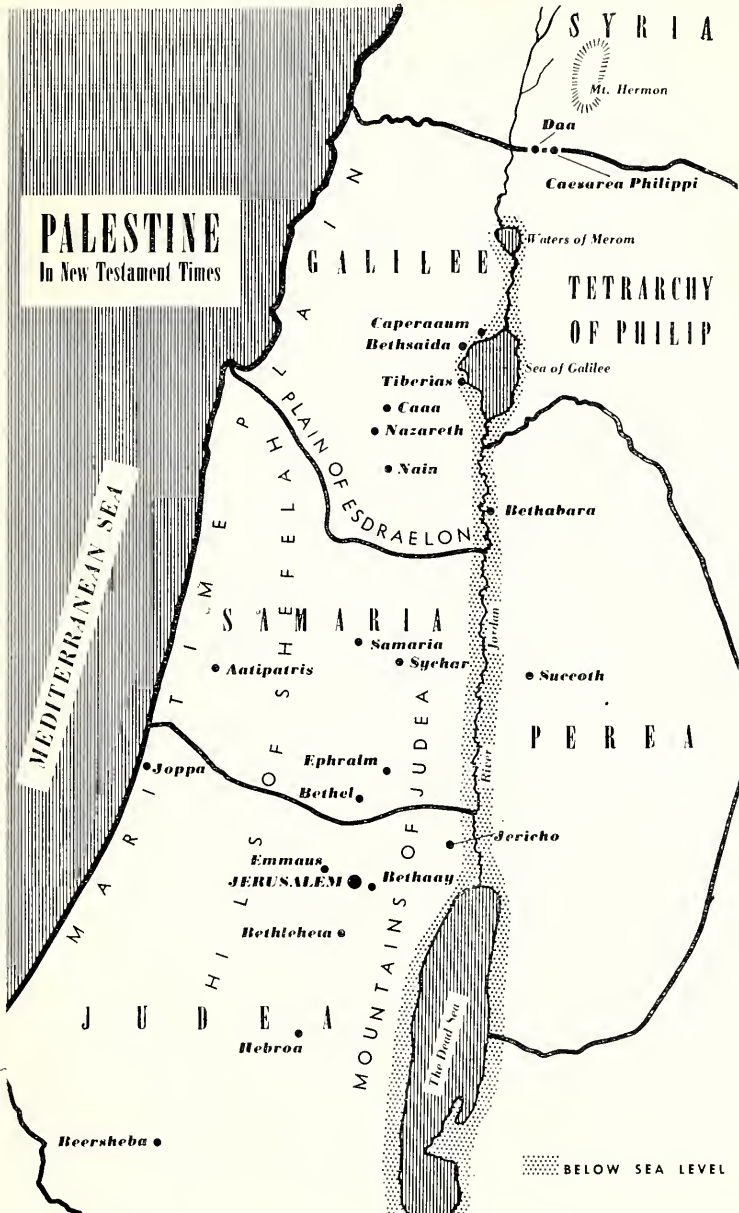 SYRIA
Mt. Hermon
Daa
Caesarea Philippi
PALESTINE
In New Testament Times
Waters of Merom
GALILEE
TETRARCHY
OF PHILIP
Caperaaum
Bethsaida
Sea of Galilee
Tiberias
Caaa
Nazareth
Nain
PLAIN OF ESDRAELON
Bethabara
MEDITERRANEAN SEA
MARITIME PLAIN
HILLS OF SHEFELAH
SAMARIA
Samaria
Sychar
Aatipatris
Succoth
River Jordan
PEREA
Joppa
Ephraim
Bethel
MOUNTAINS OF JUDEA
Jericho
Emmaus
JERUSALEM
Bethaay
Bethlehem
JUDEA
Hebroa
The Dead Sea
Beersheba
BELOW SEA LEVEL